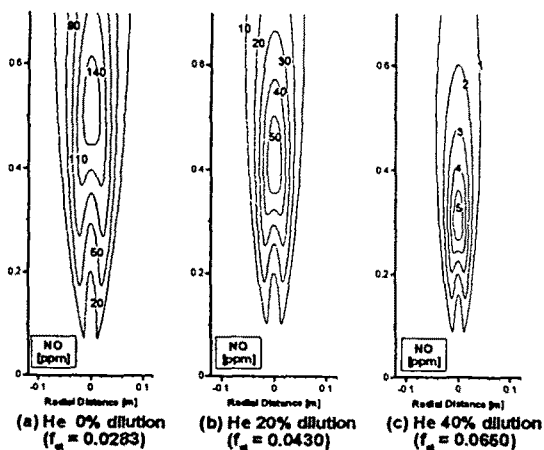 80
140
110
50
20
0.6
0.4
0.2
0
NO
[ppm]
-0.1 0 0.1
Radial Distance [m]
(a) He 0% dilution
(f_st = 0.0283)
10
20
30
40
50
0.6
0.4
0.2
0
NO
[ppm]
-0.1 0 0.1
Radial Distance [m]
(b) He 20% dilution
(f_st = 0.0430)
1
2
3
4
5
0.6
0.4
0.2
0
NO
[ppm]
-0.1 0 0.1
Radial Distance [m]
(c) He 40% dilution
(f_st = 0.0650)